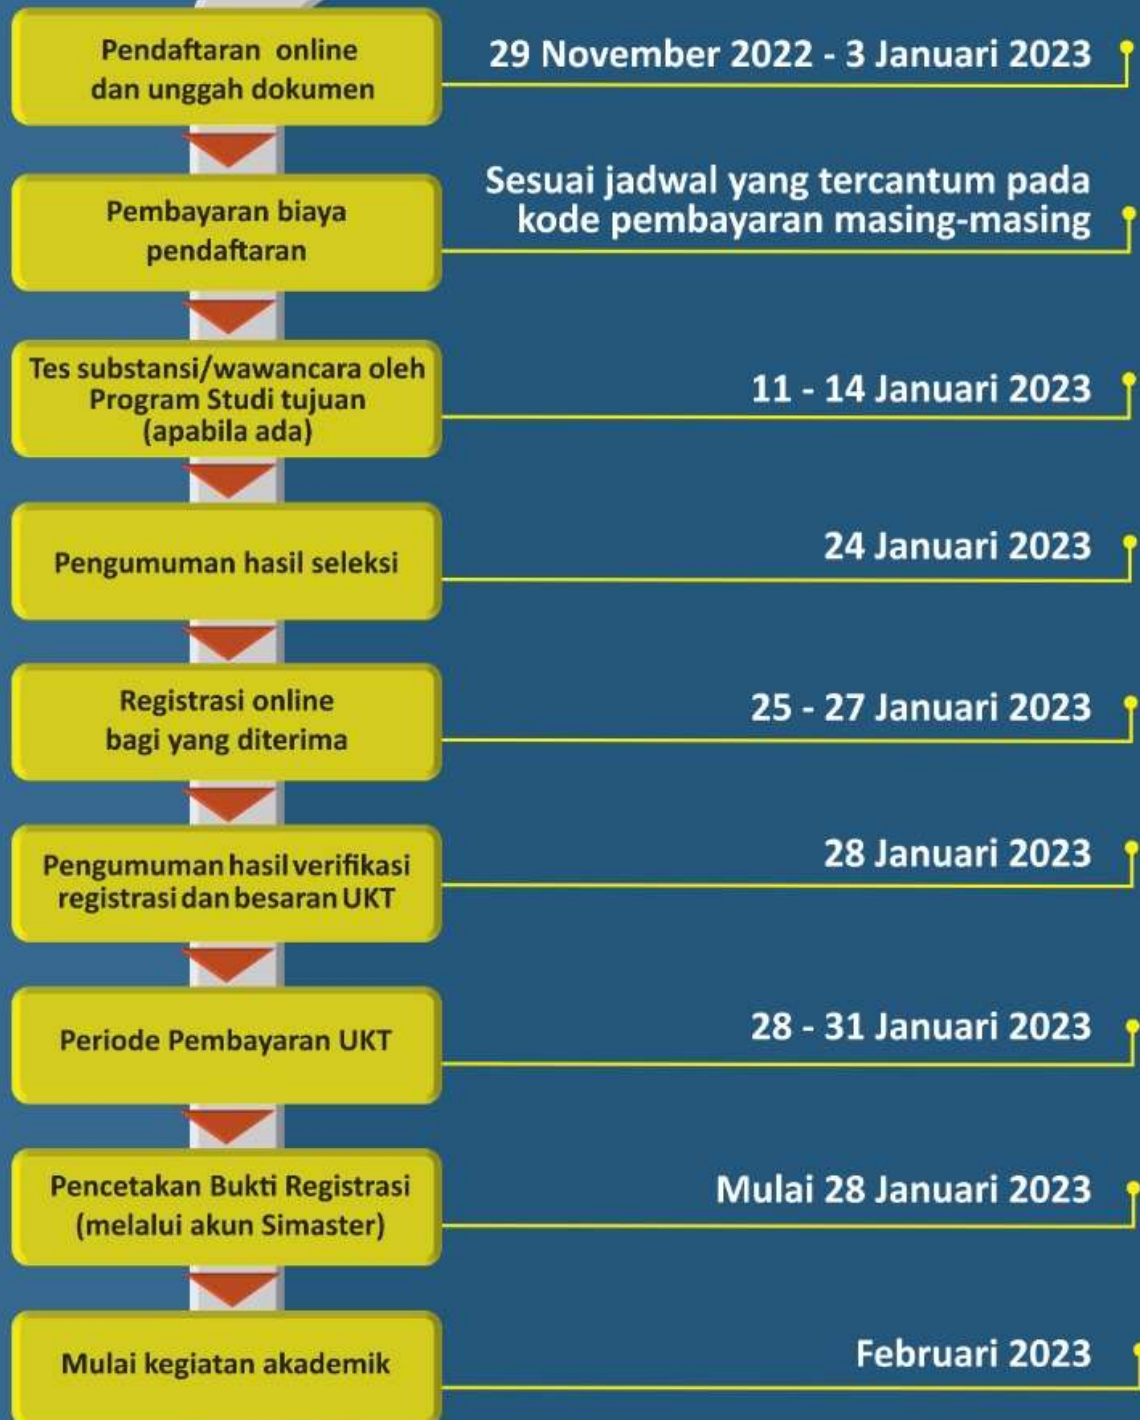 Pendaftaran online
dan unggah dokumen
29 November 2022 - 3 Januari 2023
Pembayaran biaya
pendaftaran
Sesuai jadwal yang tercantum pada
kode pembayaran masing-masing
Tes substansi/wawancara oleh
Program Studi tujuan
(apabila ada)
11 - 14 Januari 2023
Pengumuman hasil seleksi
24 Januari 2023
Registrasi online
bagi yang diterima
25 - 27 Januari 2023
Pengumuman hasil verifikasi
registrasi dan besaran UKT
28 Januari 2023
Periode Pembayaran UKT
28 - 31 Januari 2023
Pencetakan Bukti Registrasi
(melalui akun Simaster)
Mulai 28 Januari 2023
Mulai kegiatan akademik
Februari 2023